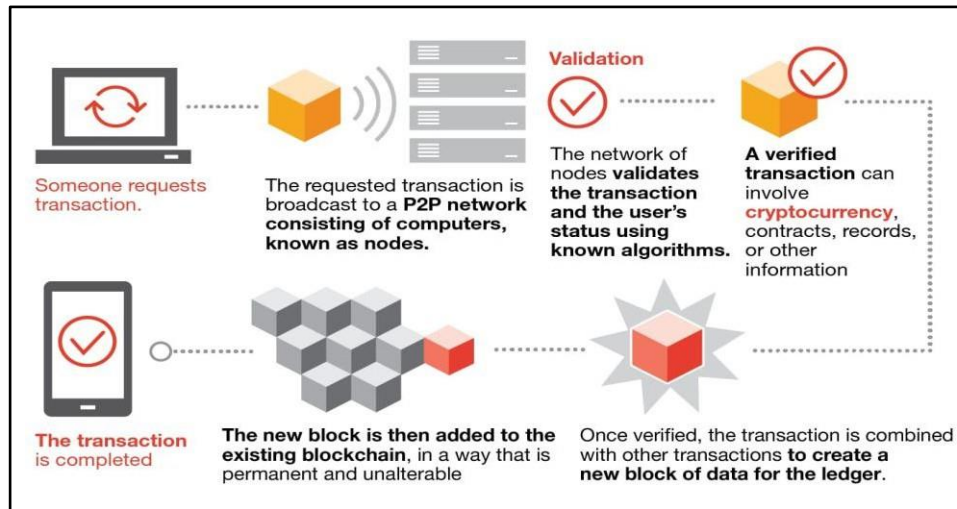 Someone requests
transaction.
The requested transaction is
broadcast to a P2P network
consisting of computers,
known as nodes.
Validation
The network of
nodes validates
the transaction
and the user's
status using
known algorithms.
A verified
transaction can
involve
cryptocurrency,
contracts, records,
or other
information
Once verified, the transaction is combined
with other transactions to create a
new block of data for the ledger.
The new block is then added to the
existing blockchain, in a way that is
permanent and unalterable
The transaction
is completed